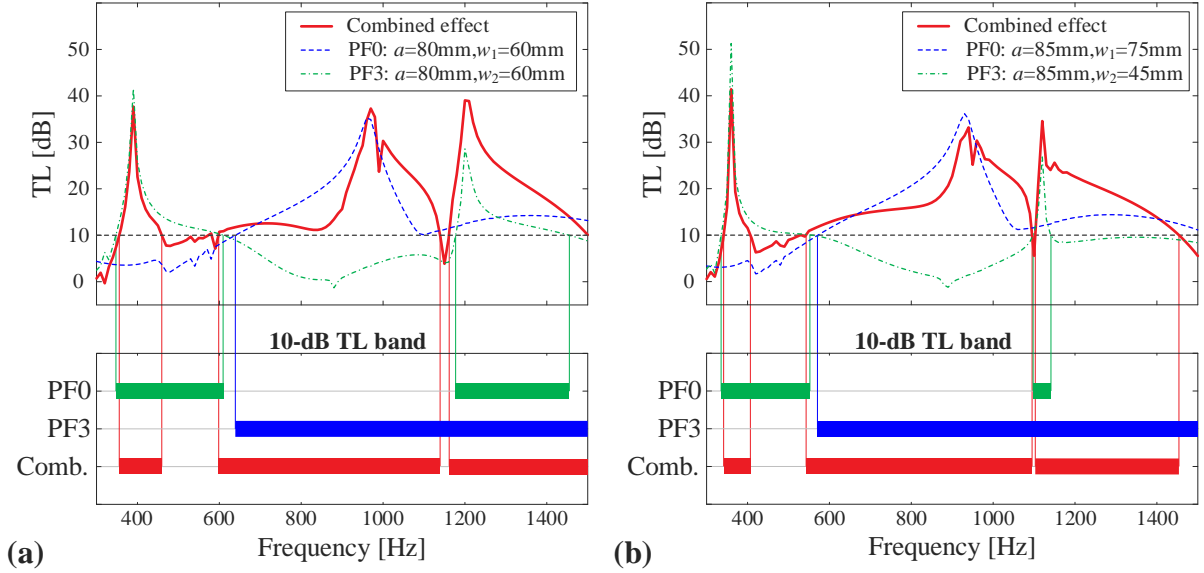 Combined effect
PF0: a=80mm,w₁=60mm
PF3: a=80mm,w₂=60mm
50
40
30
20
10
0
TL [dB]
10-dB TL band
PF0
PF3
Comb.
400 600 800 1000 1200 1400
Frequency [Hz]
(a)
Combined effect
PF0: a=85mm,w₁=75mm
PF3: a=85mm,w₂=45mm
50
40
30
20
10
0
TL [dB]
10-dB TL band
PF0
PF3
Comb.
400 600 800 1000 1200 1400
Frequency [Hz]
(b)